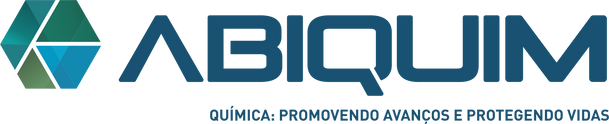 ABIQUIM
QUÍMICA: PROMOVENDO AVANÇOS E PROTEGENDO VIDAS